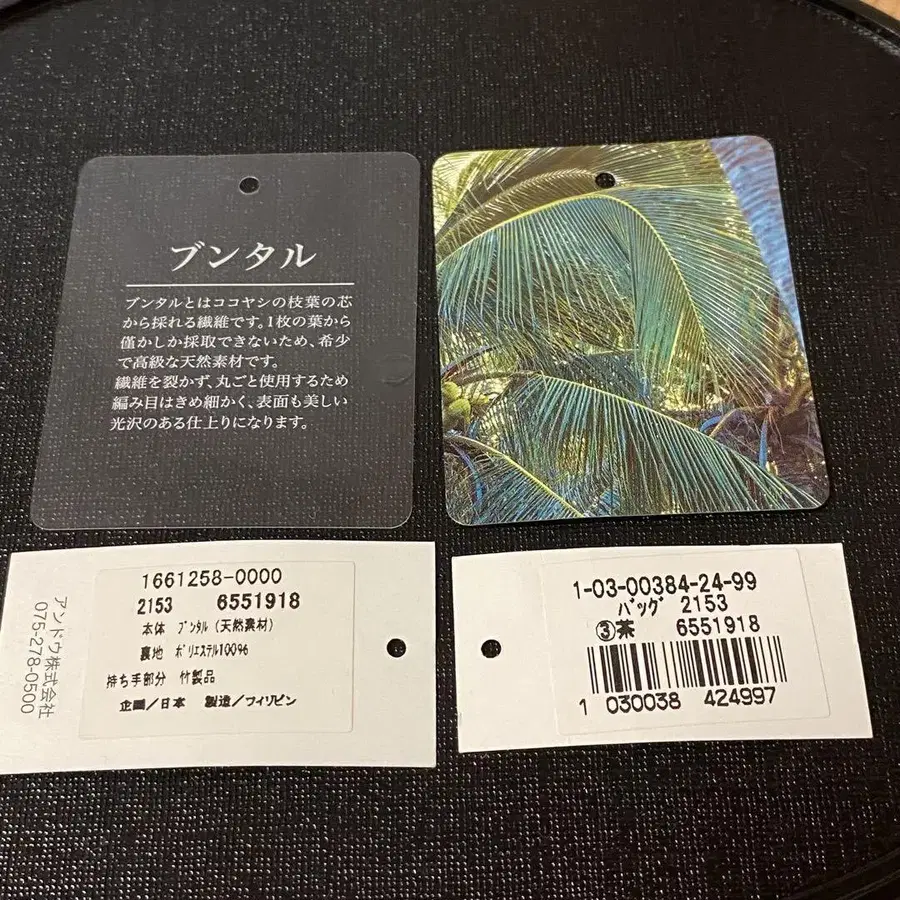 ブンタル
ブンタルとはココヤシの枝葉の芯
から採れる繊維です。1枚の葉から
僅かしか採取できないため、希少
で高級な天然素材です。
繊維を裂かず、丸ごと使用するため
編み目はきめ細かく、表面も美しい
光沢のある仕上りになります。
アンドウ株式会社
075-278-0500
1661258-0000
2153 6551918
本体 ブンタル(天然素材)
裏地 ポリエステル100%
持ち手部分 竹製品
企画/日本 製造/フィリピン
1-03-00384-24-99
バッグ 2153
③茶 6551918
1 030038 424997